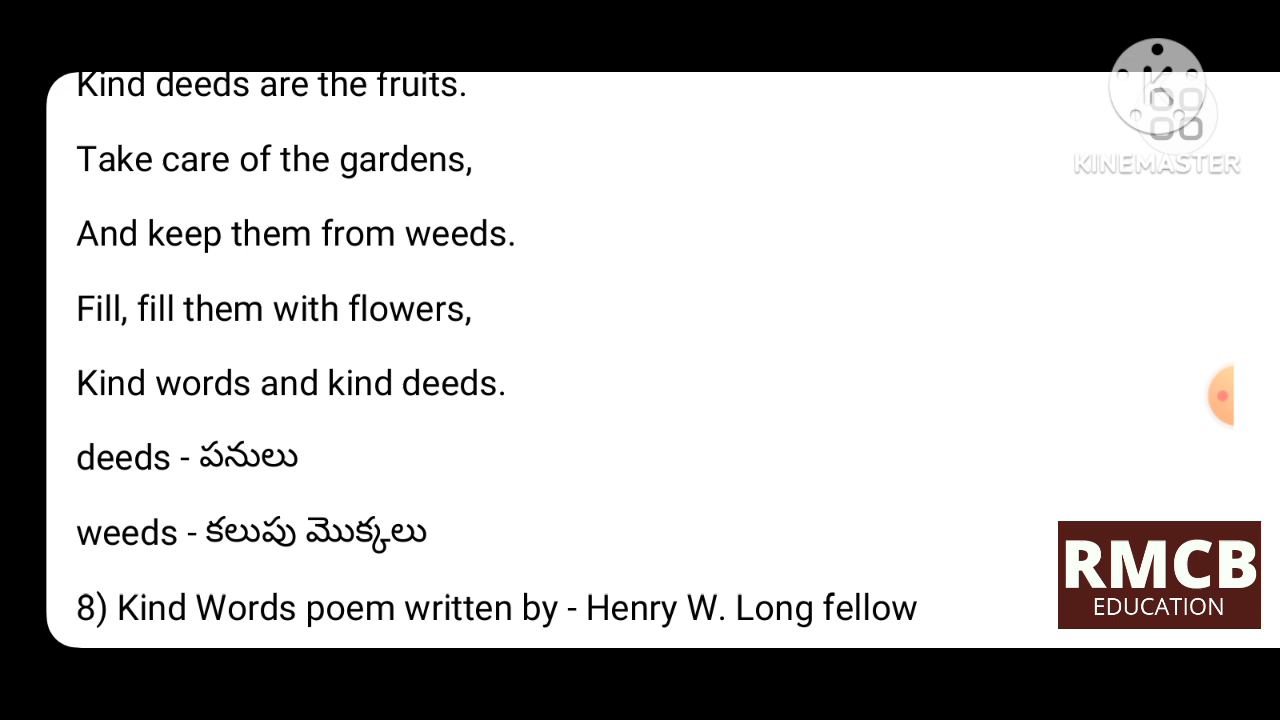 Kind deeds are the fruits.
Take care of the gardens,
And keep them from weeds.
Fill, fill them with flowers,
Kind words and kind deeds.
deeds - పనులు
weeds - కలుపు మొక్కలు
8) Kind Words poem written by - Henry W. Long fellow
KINEMASTER
RMCB
EDUCATION